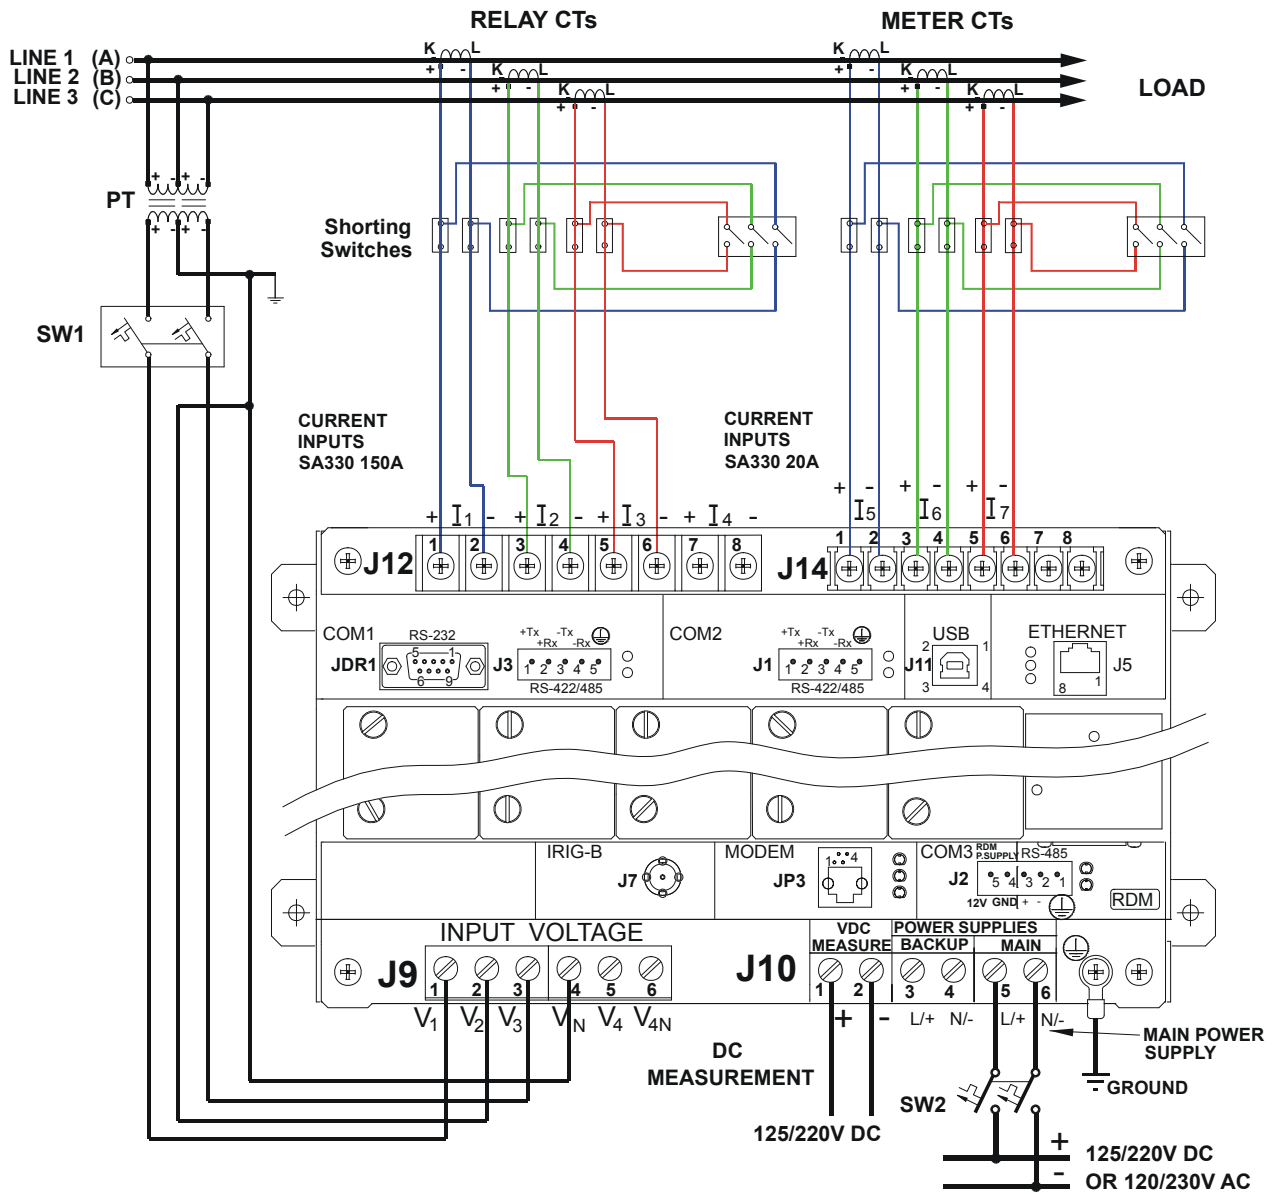 RELAY CTs
METER CTs
LINE 1 (A)
LINE 2 (B)
LINE 3 (C)
K L
+ -
K L
+ -
K L
+ -
K L
+ -
K L
+ -
K L
+ -
LOAD
+ - + -
PT
+ - + -
Shorting
Switches
SW1
CURRENT
INPUTS
SA330 150A
CURRENT
INPUTS
SA330 20A
+ I1 - + I2 - + I3 - + I4 -
+ I5 - + I6 - + I7 -
J12 1 2 3 4 5 6 7 8
J14 1 2 3 4 5 6 7 8
COM1
RS-232
JDR1
5 1
6 9
+Tx -Tx
+Rx -Rx
J3
1 2 3 4 5
RS-422/485
COM2
+Tx -Tx
+Rx -Rx
J1
1 2 3 4 5
RS-422/485
USB
2 1
J11
3 4
ETHERNET
J5
8 1
IRIG-B
J7
MODEM
1 4
JP3
COM3
RDM
P.SUPPLY
RS-485
J2
5 4 3 2 1
12V GND + -
RDM
INPUT VOLTAGE
J9
1 2 3 4 5 6
V1 V2 V3 VN V4 V4N
J10
VDC
MEASURE
POWER SUPPLIES
BACKUP MAIN
1 2 3 4 5 6
+ - L/+ N/- L/+ N/-
DC
MEASUREMENT
125/220V DC
MAIN POWER
SUPPLY
GROUND
SW2
+
125/220V DC
-
OR 120/230V AC